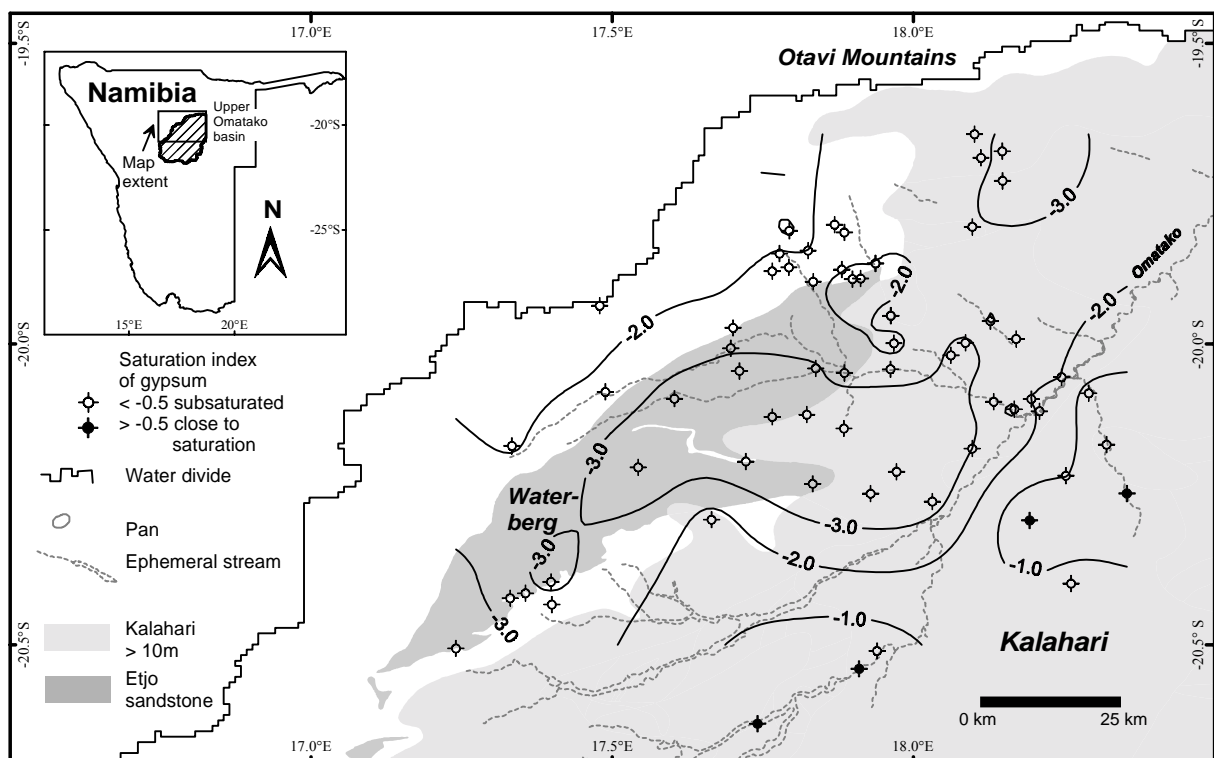 17.0°E
17.5°E
18.0°E
-19.5°S
-19.5°S
Otavi Mountains
Namibia
Upper
Omatako
basin
Map
extent
-20°S
-25°S
N
15°E
20°E
-3.0
Omatako
-2.0
-2.0
-2.0
-20.0°S
-20.0°S
Saturation index
of gypsum
< -0.5 subsaturated
> -0.5 close to
saturation
Water divide
Pan
Ephemeral stream
Kalahari
> 10m
Etjo
sandstone
-3.0
Water-
berg
-3.0
-3.0
-3.0
-2.0
-1.0
-1.0
Kalahari
-20.5°S
-20.5° S
0 km
25 km
17.0°E
17.5°E
18.0°E